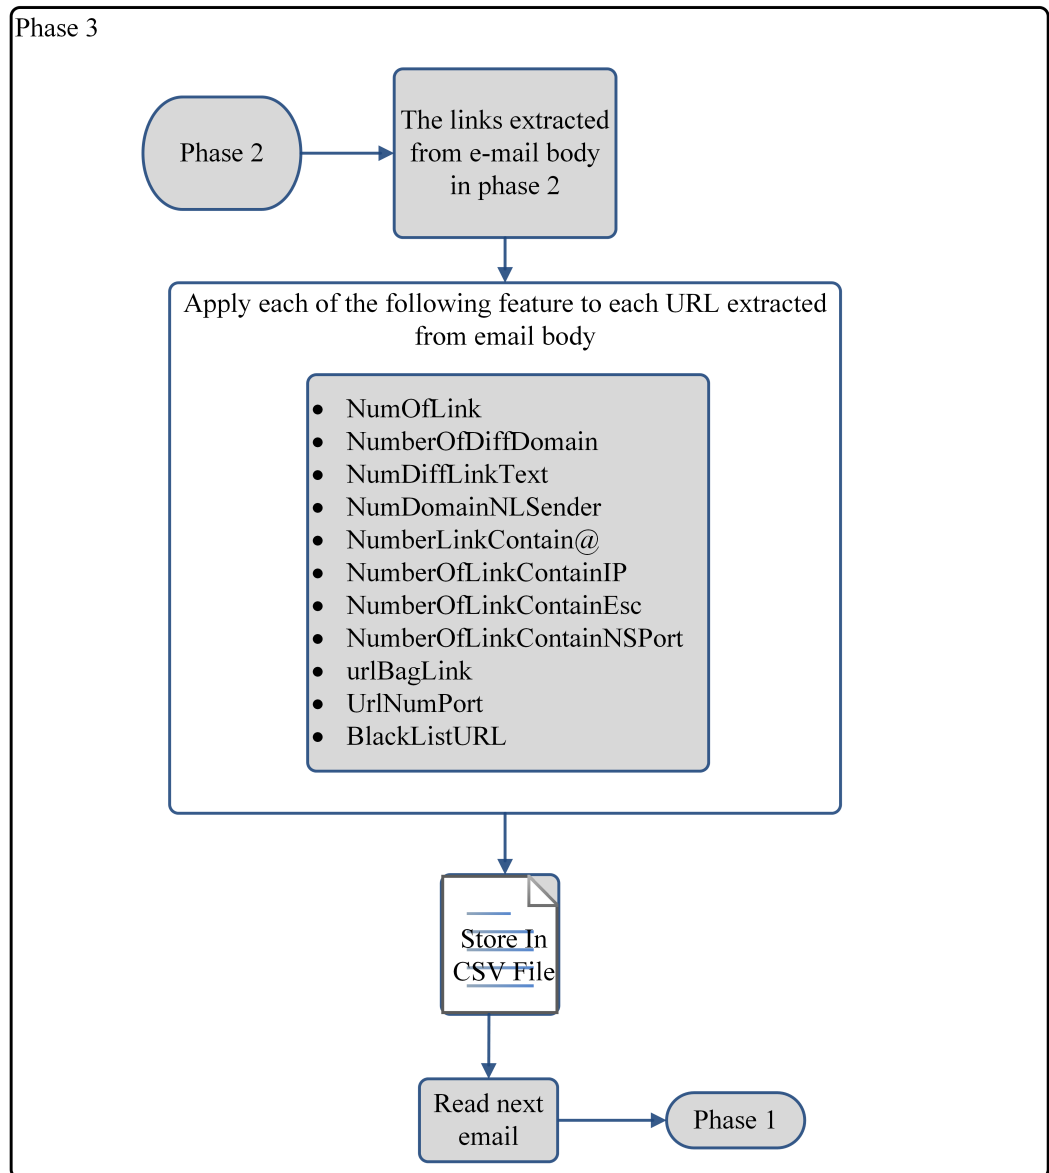 Phase 3
Phase 2
The links extracted
from e-mail body
in phase 2
Apply each of the following feature to each URL extracted
from email body
• NumOfLink
• NumberOfDiffDomain
• NumDiffLinkText
• NumDomainNLSender
• NumberLinkContain@
• NumberOfLinkContainIP
• NumberOfLinkContainEsc
• NumberOfLinkContainNSPort
• urlBagLink
• UrlNumPort
• BlackListURL
Store In
CSV File
Read next
email
Phase 1